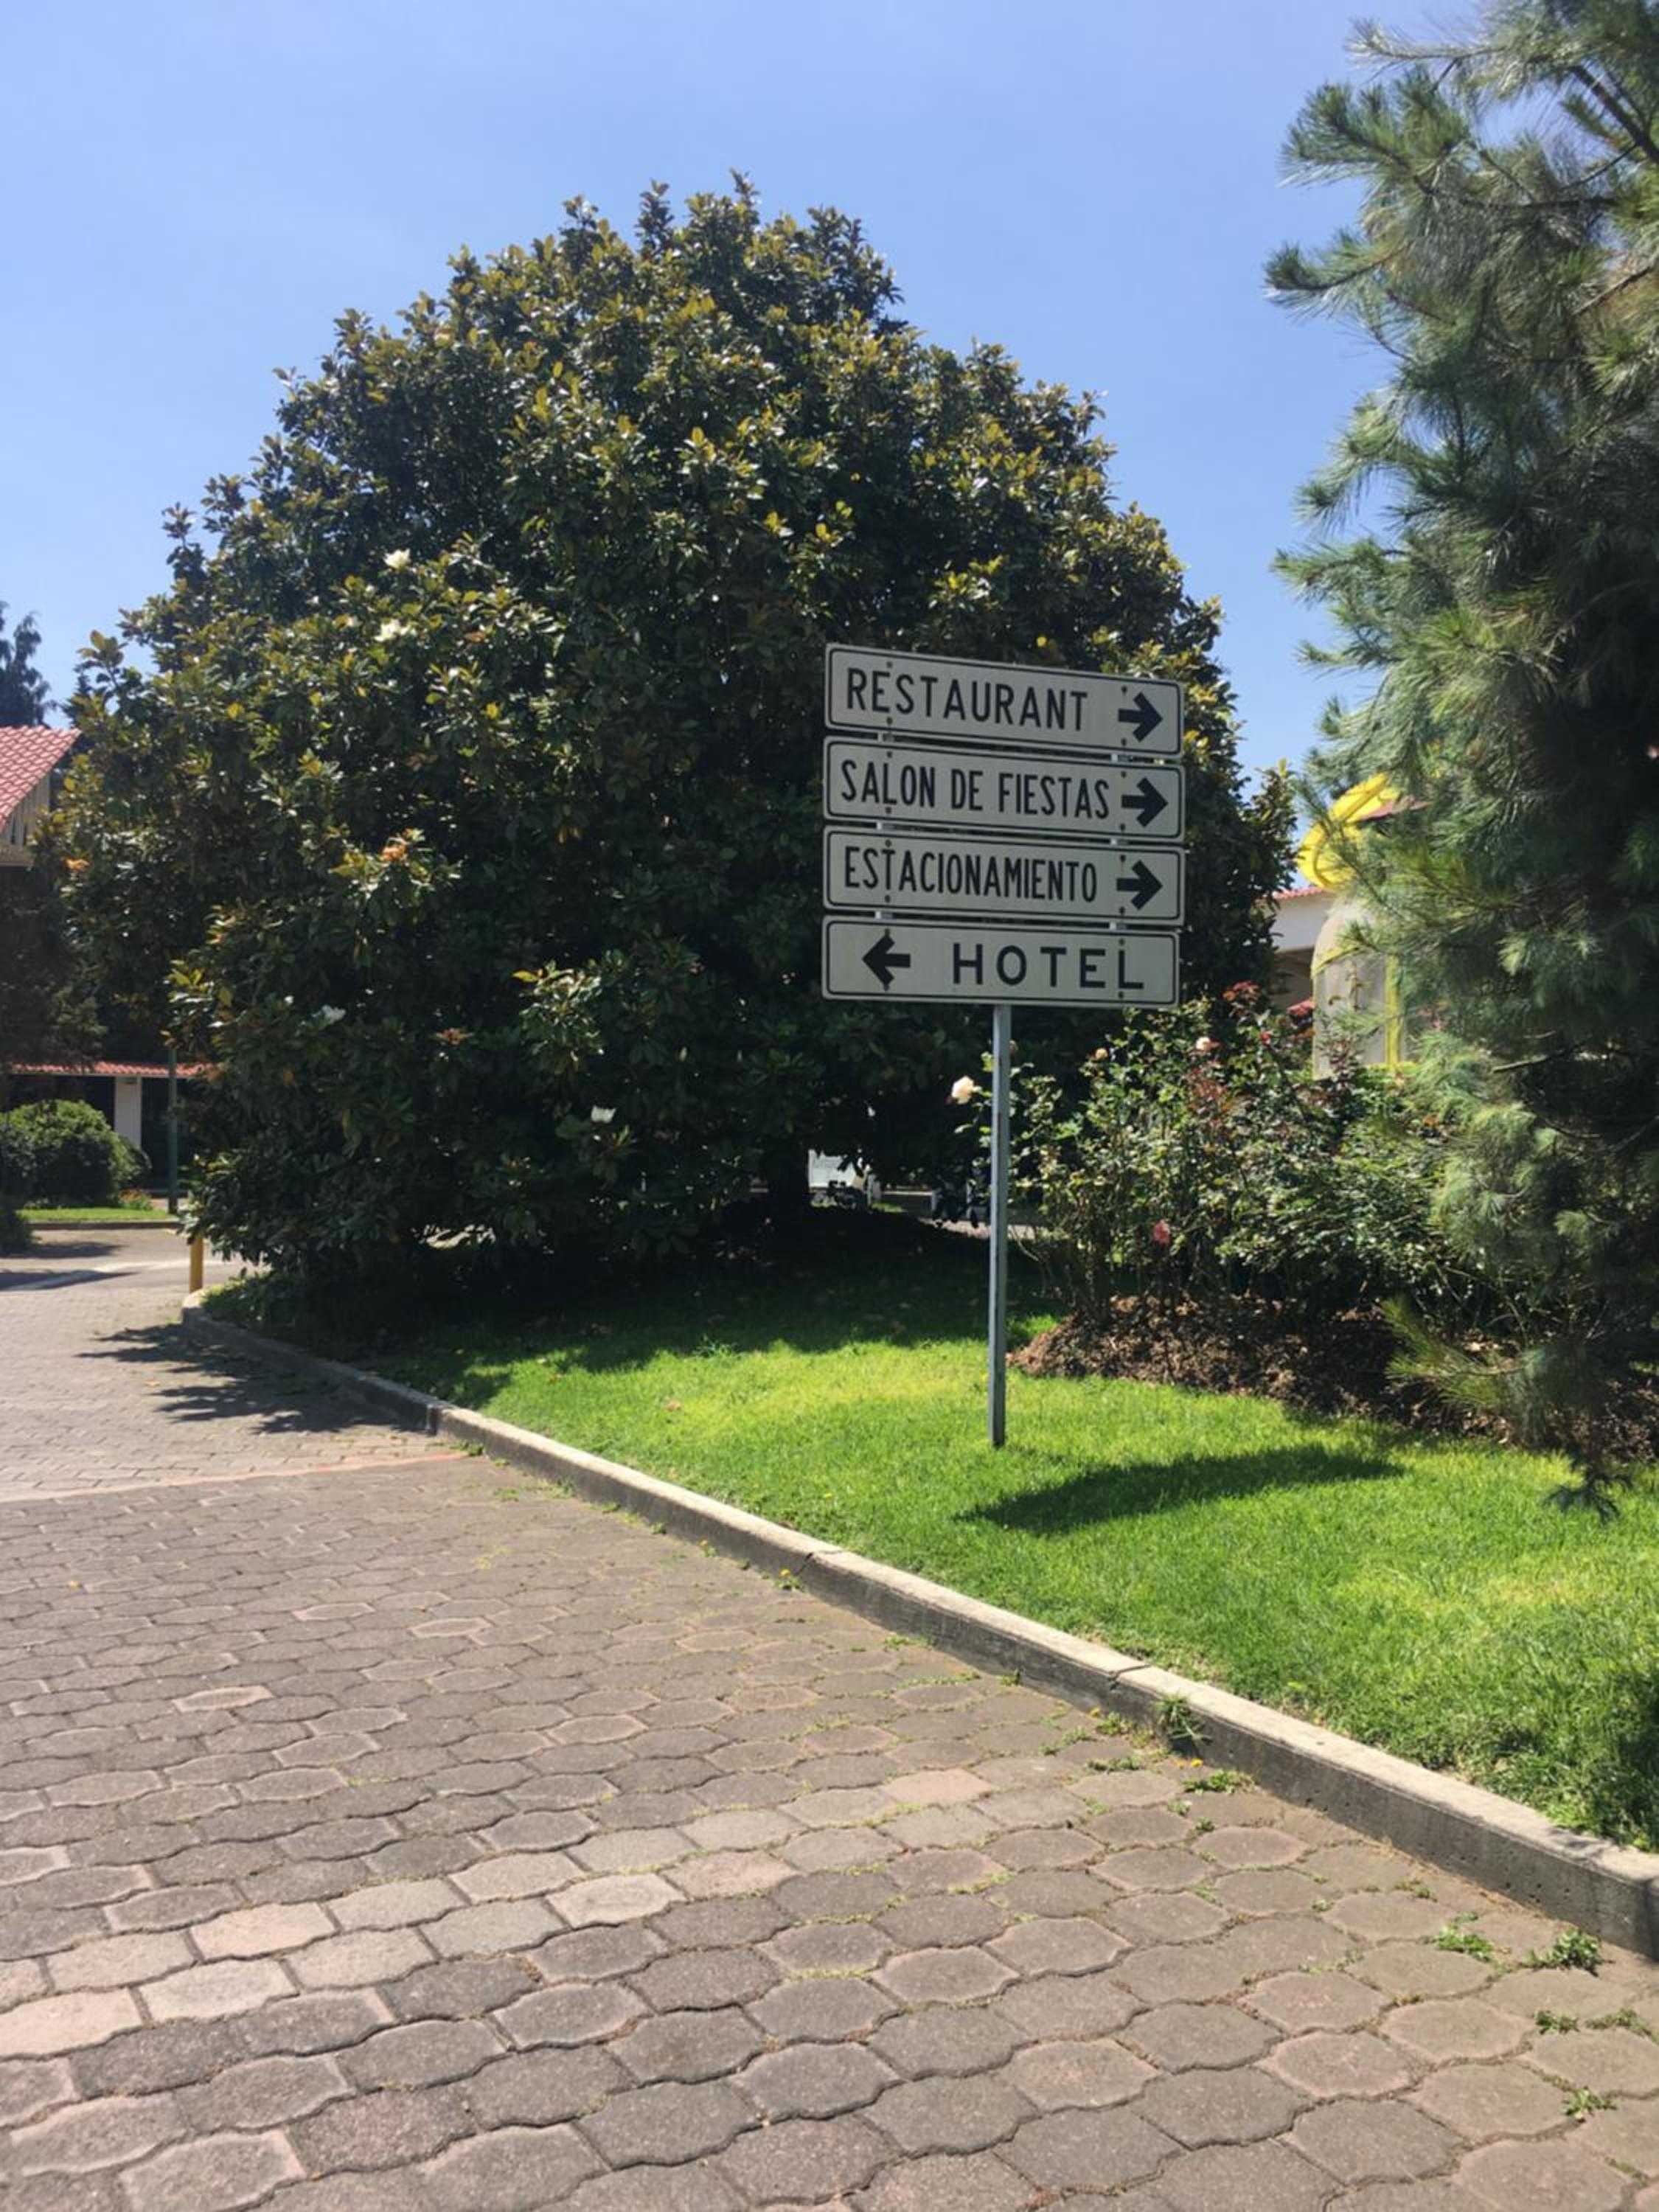 RESTAURANT →
SALON DE FIESTAS →
ESTACIONAMIENTO →
← HOTEL